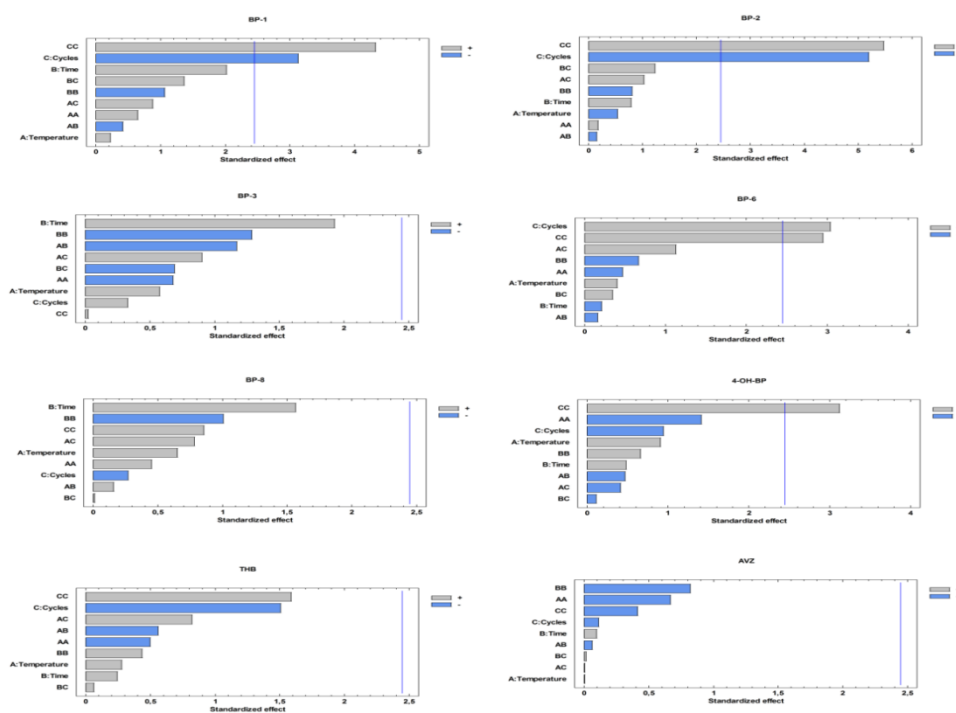 BP-1
CC
C:Cycles
B:Time
BC
BB
AC
AA
AB
A:Temperature
0 1 2 3 4 5
Standardized effect
+
-
BP-2
CC
C:Cycles
BC
AC
BB
B:Time
A:Temperature
AA
AB
0 1 2 3 4 5 6
Standardized effect
BP-3
B:Time
BB
AB
AC
BC
AA
A:Temperature
C:Cycles
CC
0 0,5 1 1,5 2 2,5
Standardized effect
+
-
BP-6
C:Cycles
CC
AC
BB
AA
A:Temperature
BC
B:Time
AB
0 1 2 3 4
Standardized effect
BP-8
B:Time
BB
CC
AC
A:Temperature
AA
C:Cycles
AB
BC
0 0,5 1 1,5 2 2,5
Standardized effect
+
-
4-OH-BP
CC
AA
C:Cycles
A:Temperature
BB
B:Time
AB
AC
BC
0 1 2 3 4
Standardized effect
THB
CC
C:Cycles
AC
AB
AA
BB
A:Temperature
B:Time
BC
0 0,5 1 1,5 2 2,5
Standardized effect
+
-
AVZ
BB
AA
CC
C:Cycles
B:Time
AB
BC
AC
A:Temperature
0 0,5 1 1,5 2 2,5
Standardized effect